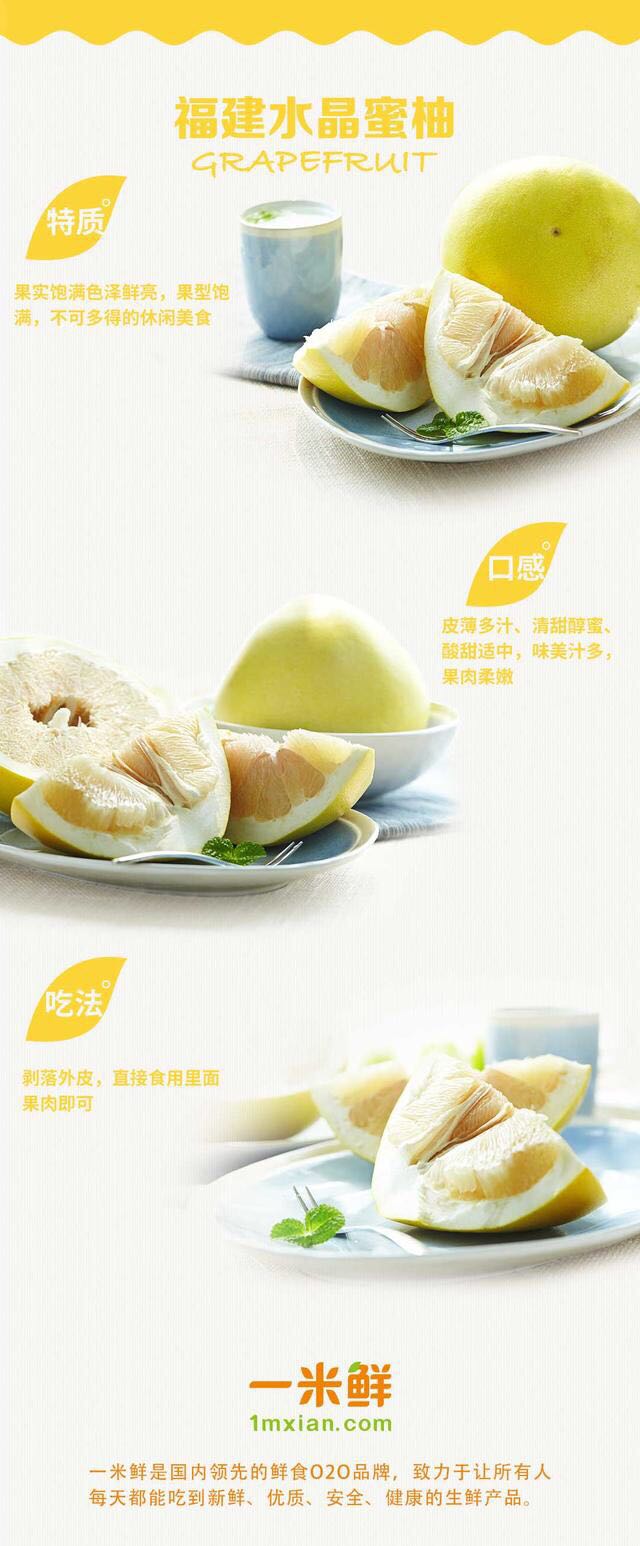 福建水晶蜜柚
GRAPEFRUIT
特质
果实饱满色泽鲜亮，果型饱
满，不可多得的休闲美食
口感
皮薄多汁、清甜醇蜜、
酸甜适中，味美汁多，
果肉柔嫩
吃法
剥落外皮，直接食用里面
果肉即可
一米鲜
1mxian.com
一米鲜是国内领先的鲜食O2O品牌，致力于让所有人
每天都能吃到新鲜、优质、安全、健康的生鲜产品。